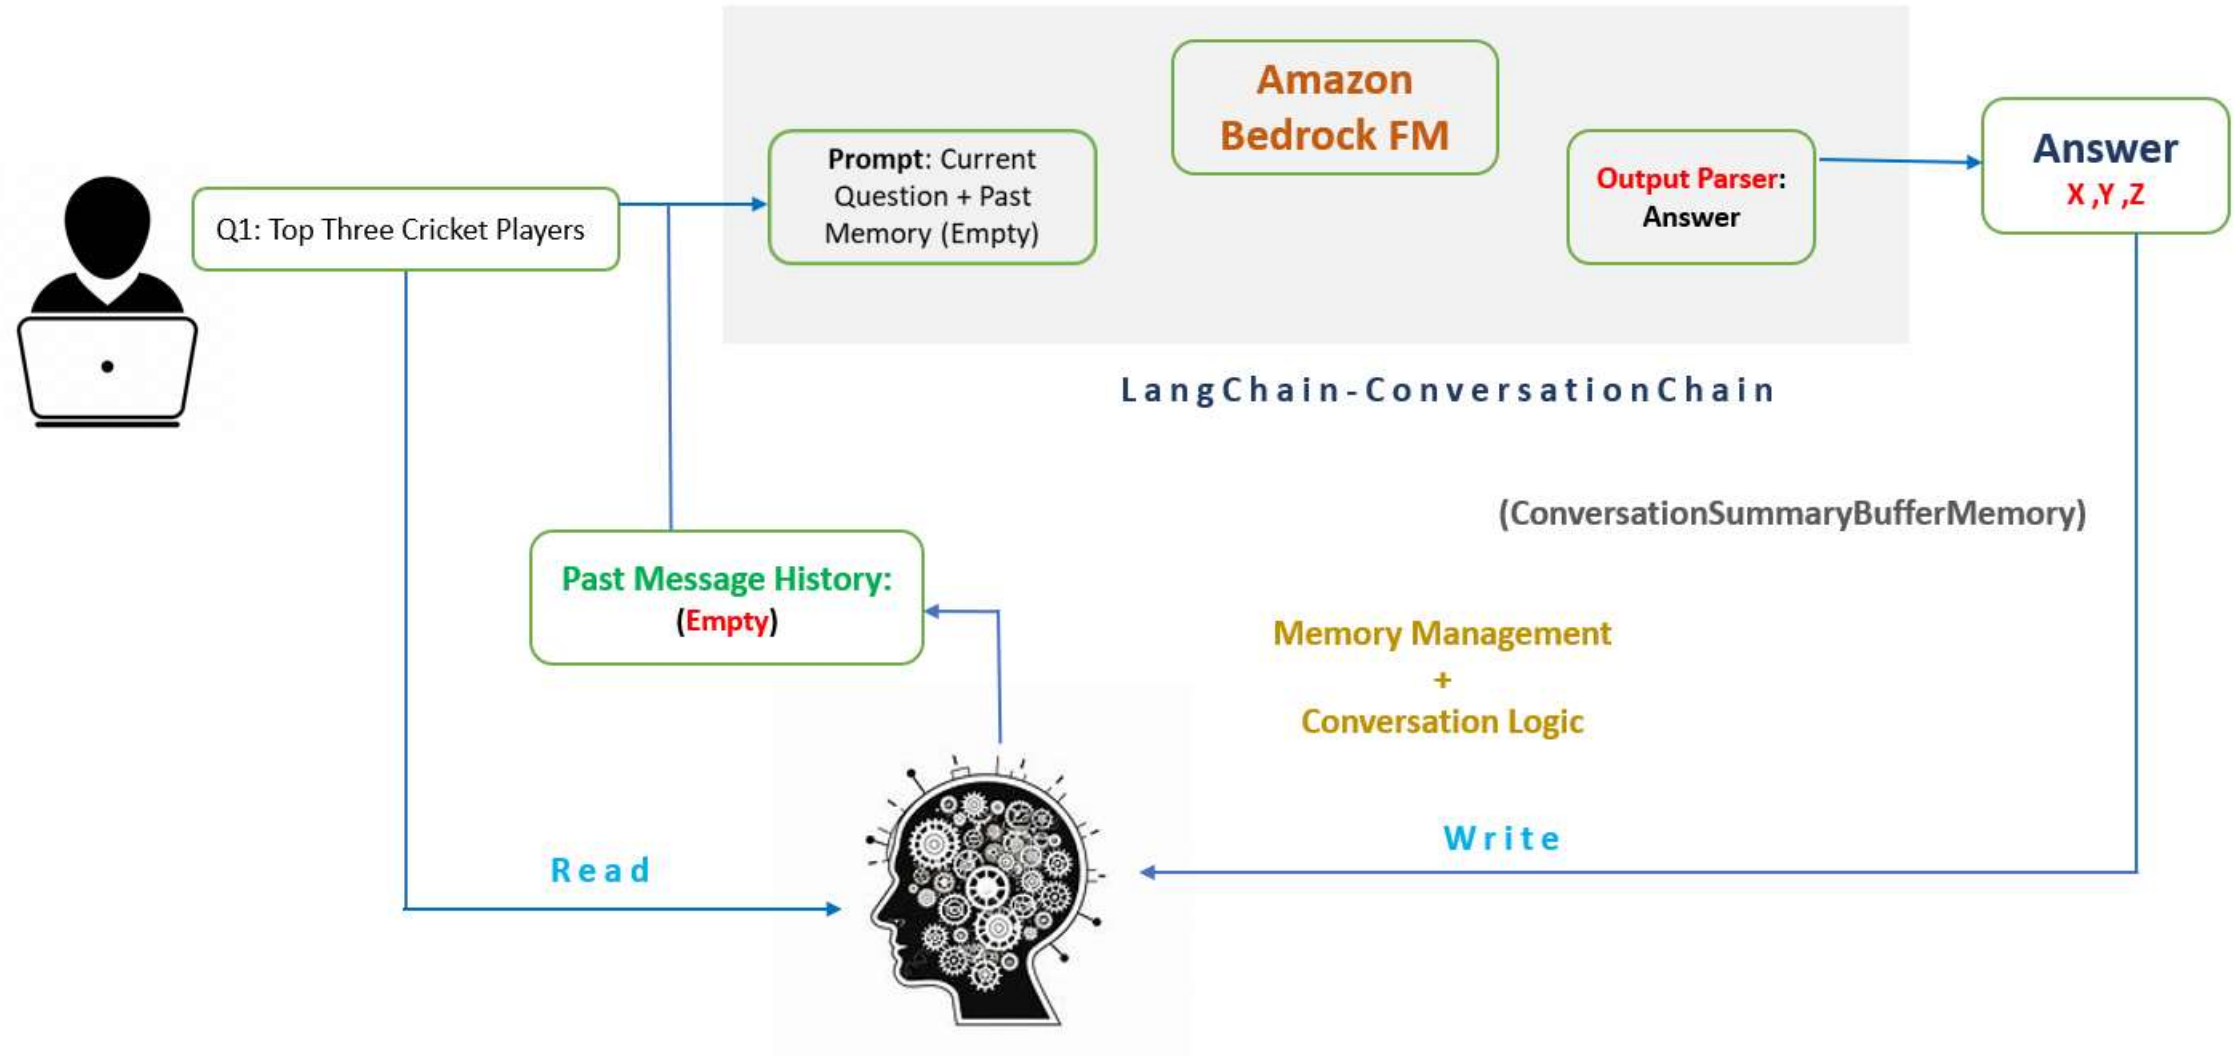 Amazon
Bedrock FM
Prompt: Current
Question + Past
Memory (Empty)
Output Parser:
Answer
Answer
X ,Y ,Z
Q1: Top Three Cricket Players
LangChain-ConversationChain
(ConversationSummaryBufferMemory)
Past Message History:
(Empty)
Memory Management
+
Conversation Logic
Write
Read